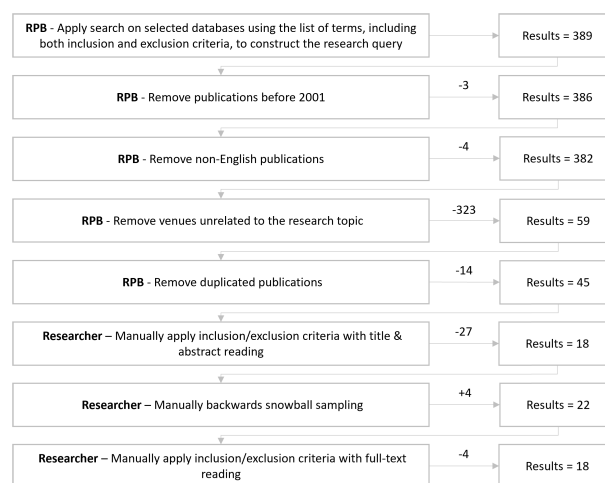 RPB - Apply search on selected databases using the list of terms, including
both inclusion and exclusion criteria, to construct the research query
Results = 389
RPB - Remove publications before 2001
-3
Results = 386
RPB - Remove non-English publications
-4
Results = 382
RPB - Remove venues unrelated to the research topic
-323
Results = 59
RPB - Remove duplicated publications
-14
Results = 45
Researcher – Manually apply inclusion/exclusion criteria with title &
abstract reading
-27
Results = 18
Researcher – Manually backwards snowball sampling
+4
Results = 22
Researcher – Manually apply inclusion/exclusion criteria with full-text
reading
-4
Results = 18